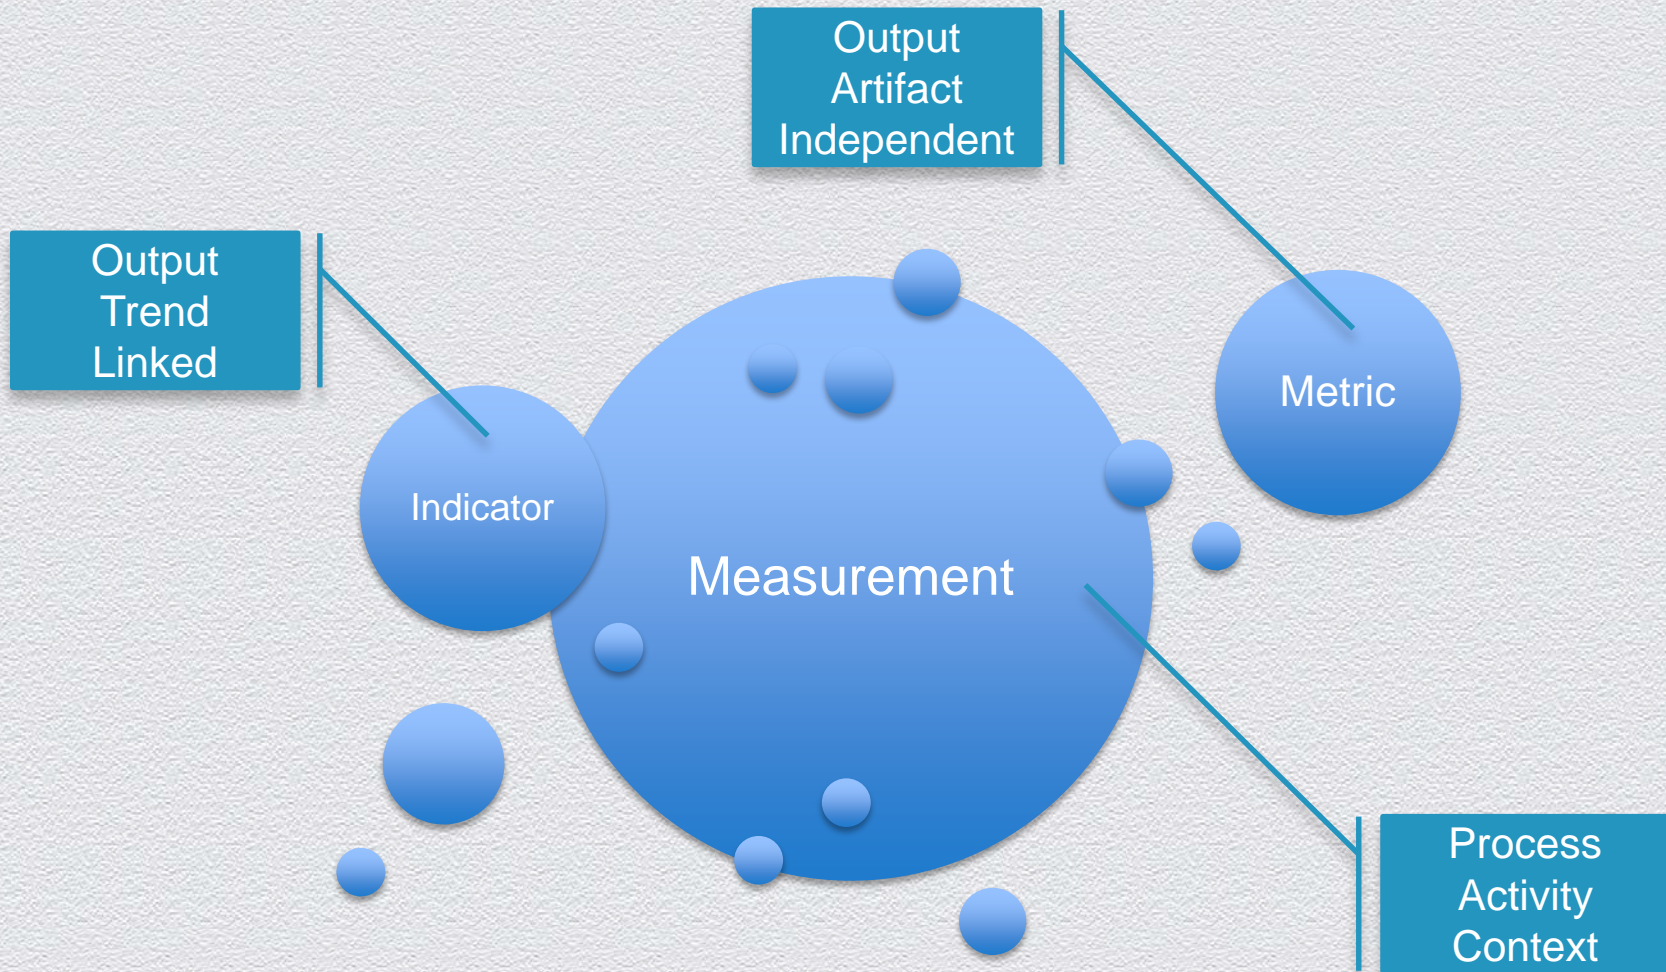 Output
Artifact
Independent
Output
Trend
Linked
Metric
Indicator
Measurement
Process
Activity
Context